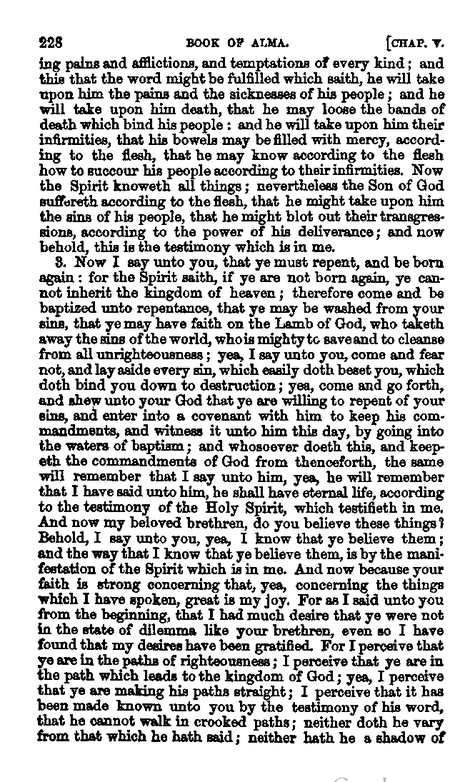 228 BOOK OF ALMA. [CHAP. V.
ing pains and afflictions, and temptations of every kind; and
this that the word might be fulfilled which saith, he will take
upon him the pains and the sicknesses of his people; and he
will take upon him death, that he may loose the bands of
death which bind his people: and he will take upon him their
infirmities, that his bowels may be filled with mercy, accord-
ing to the flesh, that he may know according to the flesh
how to succour his people according to their infirmities. Now
the Spirit knoweth all things; nevertheless the Son of God
suffereth according to the flesh, that he might take upon him
the sins of his people, that he might blot out their transgres-
sions, according to the power of his deliverance; and now
behold, this is the testimony which is in me.
3. Now I say unto you, that ye must repent, and be born
again: for the Spirit saith, if ye are not born again, ye can-
not inherit the kingdom of heaven; therefore come and be
baptized unto repentance, that ye may be washed from your
sins, that ye may have faith on the Lamb of God, who taketh
away the sins of the world, who is mighty to save and to cleanse
from all unrighteousness; yea, I say unto you, come and fear
not, and lay aside every sin, which easily doth beset you, which
doth bind you down to destruction; yes, come and go forth,
and shew unto your God that ye are willing to repent of your
sins, and enter into a covenant with him to keep his com-
mandments, and witness it unto him this day, by going into
the waters of baptism; and whosoever doeth this, and keep-
eth the commandments of God from thenceforth, the same
will remember that I say unto him, yea, he will remember
that I have said unto him, he shall have eternal life, according
to the testimony of the Holy Spirit, which testifieth in me.
And now my beloved brethren, do you believe these things?
Behold, I say unto you, yea, I know that ye believe them;
and the way that I know that ye believe them, is by the mani-
festation of the Spirit which is in me. And now because your
faith is strong concerning that, yea, concerning the things
which I have spoken, great is my joy. For as I said unto you
from the beginning, that I had much desire that ye were not
in the state of dilemma like your brethren, even so I have
found that my desires have been gratified. For I perceive that
ye are in the paths of righteousness; I perceive that ye are in
the path which leads to the kingdom of God; yea, I perceive
that ye are making his paths straight; I perceive that it has
been made known unto you by the testimony of his word,
that he cannot walk in crooked paths; neither doth he vary
from that which he hath said; neither hath he a shadow of